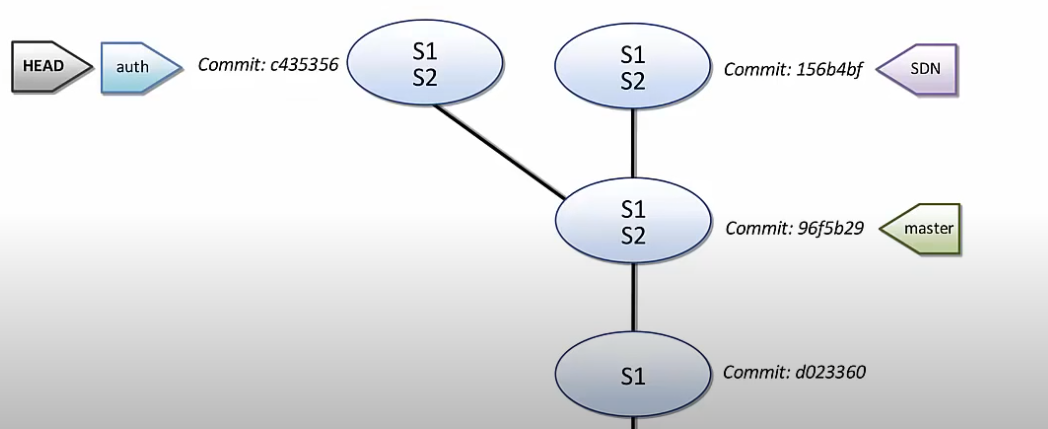 HEAD
auth
Commit: c435356
S1
S2
S1
S2
Commit: 156b4bf
SDN
S1
S2
Commit: 96f5b29
master
S1
Commit: d023360